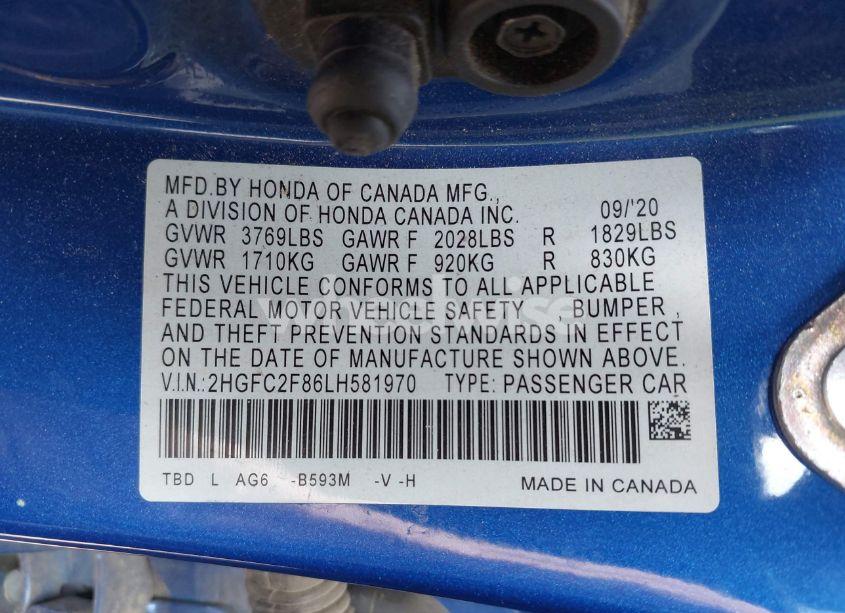 MFD.BY HONDA OF CANADA MFG.,
A DIVISION OF HONDA CANADA INC. 09/'20
GVWR 3769LBS GAWR F 2028LBS R 1829LBS
GVWR 1710KG GAWR F 920KG R 830KG
THIS VEHICLE CONFORMS TO ALL APPLICABLE
FEDERAL MOTOR VEHICLE SAFETY , BUMPER ,
AND THEFT PREVENTION STANDARDS IN EFFECT
ON THE DATE OF MANUFACTURE SHOWN ABOVE.
V.I.N.:2HGFC2F86LH581970 TYPE: PASSENGER CAR
TBD L AG6 -B593M -V -H MADE IN CANADA